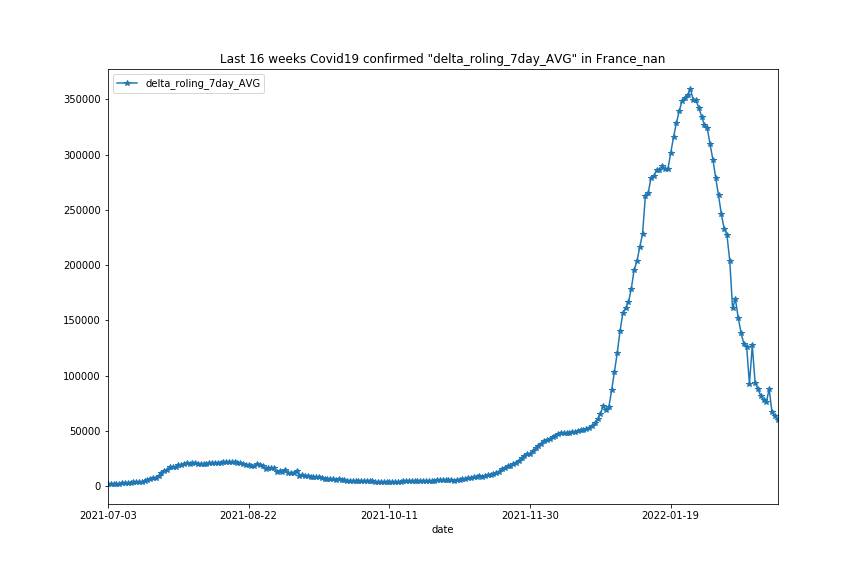 Last 16 weeks Covid19 confirmed "delta_roling_7day_AVG" in France_nan
delta_roling_7day_AVG
350000
300000
250000
200000
150000
100000
50000
0
2021-07-03 2021-08-22 2021-10-11 2021-11-30 2022-01-19
date